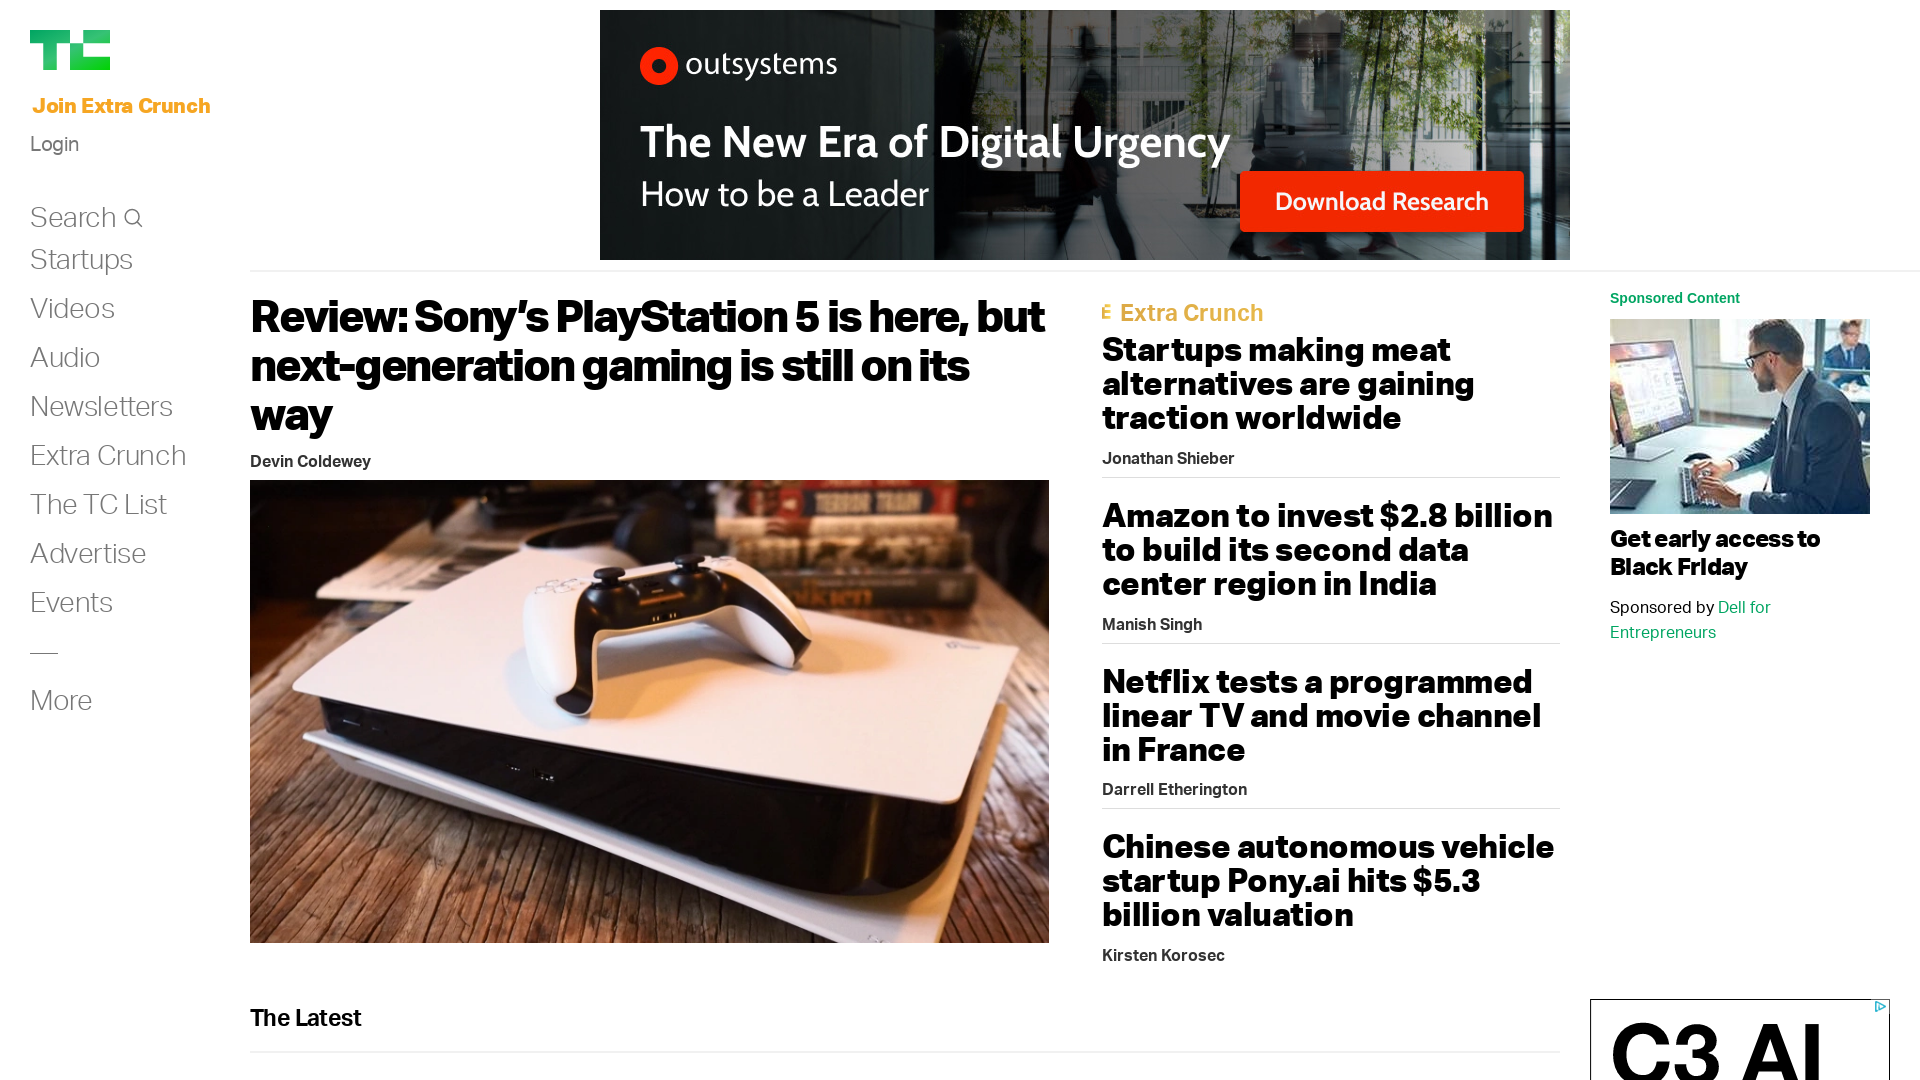 TC
Join Extra Crunch
Login
Search
Startups
Videos
Audio
Newsletters
Extra Crunch
The TC List
Advertise
Events
More
outsystems
The New Era of Digital Urgency
How to be a Leader
Download Research
Review: Sony’s PlayStation 5 is here, but
next-generation gaming is still on its
way
Devin Coldewey
TERROR TRAIN
Extra Crunch
Startups making meat
alternatives are gaining
traction worldwide
Jonathan Shieber
Amazon to invest $2.8 billion
to build its second data
center region in India
Manish Singh
Netflix tests a programmed
linear TV and movie channel
in France
Darrell Etherington
Chinese autonomous vehicle
startup Pony.ai hits $5.3
billion valuation
Kirsten Korosec
Sponsored Content
Get early access to
Black Friday
Sponsored by Dell for
Entrepreneurs
The Latest
C3 AI